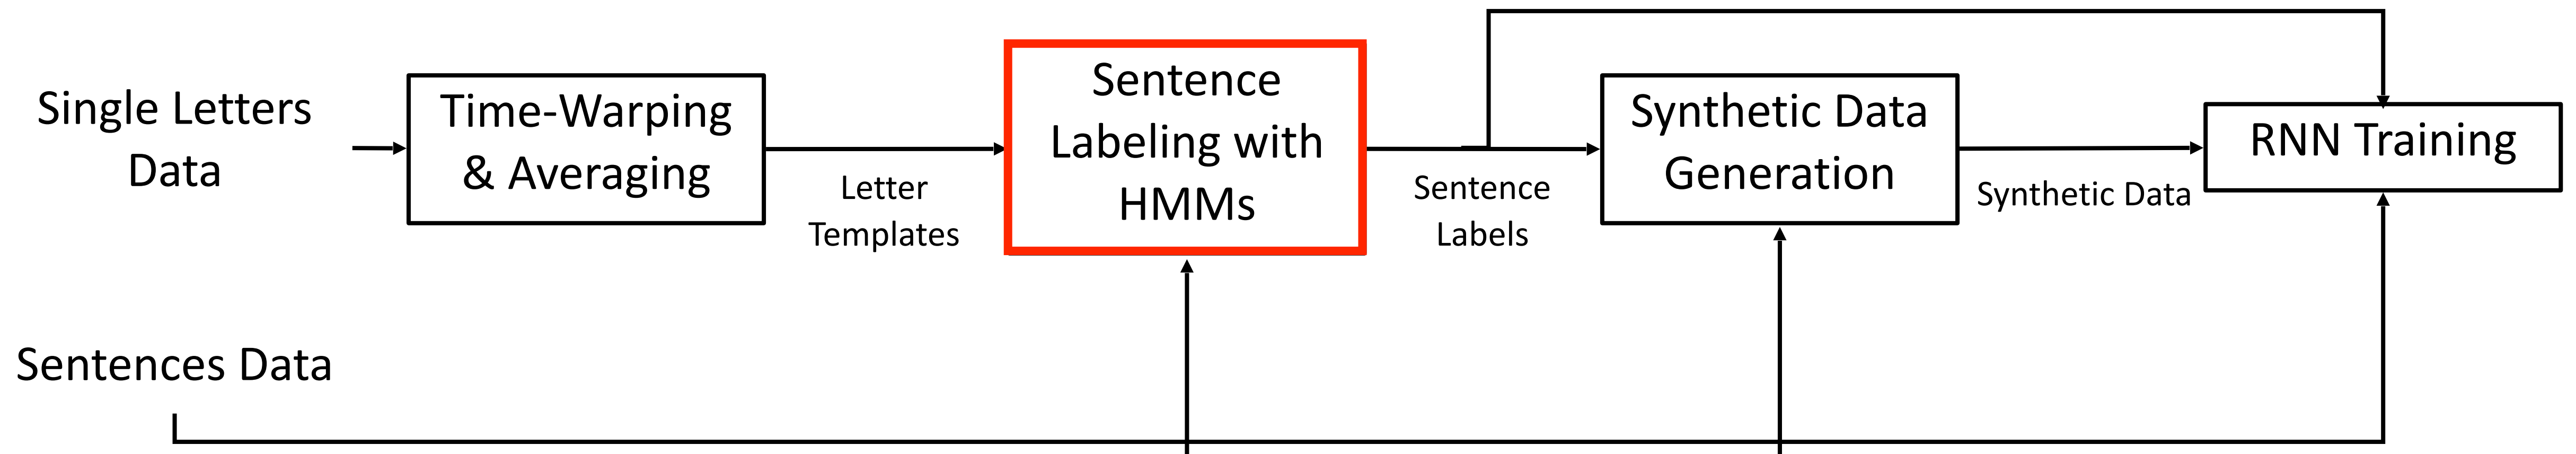 Single Letters
Data
Time-Warping
& Averaging
Letter
Templates
Sentence
Labeling with
HMMs
Sentence
Labels
Synthetic Data
Generation
Synthetic Data
RNN Training
Sentences Data